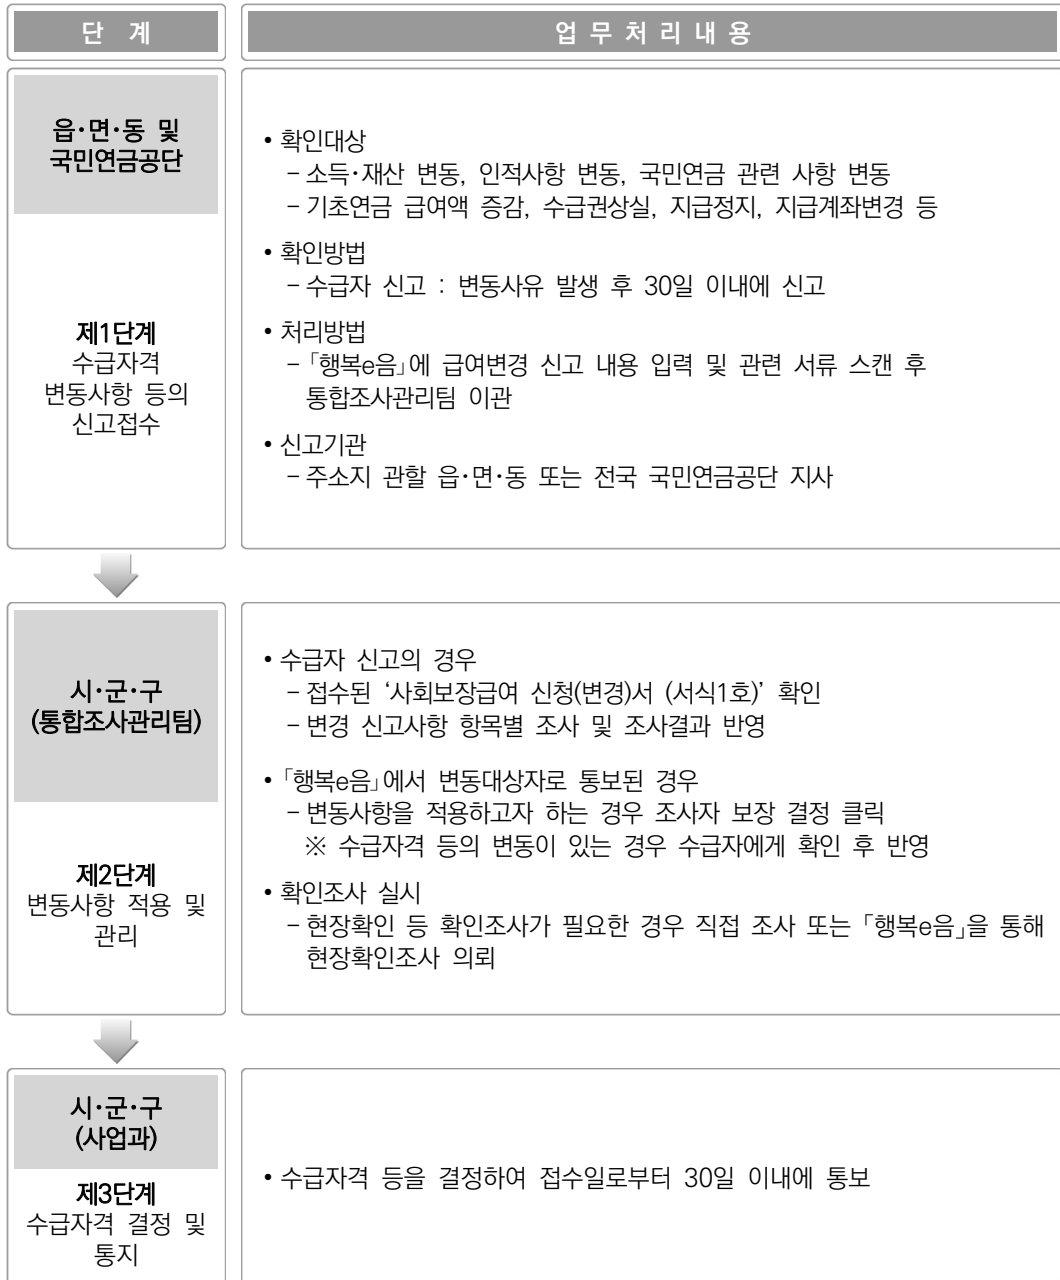 단 계
업 무 처 리 내 용
읍·면·동 및
국민연금공단
제1단계
수급자격
변동사항 등의
신고접수
• 확인대상
- 소득·재산 변동, 인적사항 변동, 국민연금 관련 사항 변동
- 기초연금 급여액 증감, 수급권상실, 지급정지, 지급계좌변경 등
• 확인방법
- 수급자 신고 : 변동사유 발생 후 30일 이내에 신고
• 처리방법
- 「행복e음」에 급여변경 신고 내용 입력 및 관련 서류 스캔 후
통합조사관리팀 이관
• 신고기관
- 주소지 관할 읍·면·동 또는 전국 국민연금공단 지사
시·군·구
(통합조사관리팀)
제2단계
변동사항 적용 및
관리
• 수급자 신고의 경우
- 접수된 ‘사회보장급여 신청(변경)서 (서식1호)’ 확인
- 변경 신고사항 항목별 조사 및 조사결과 반영
• 「행복e음」에서 변동대상자로 통보된 경우
- 변동사항을 적용하고자 하는 경우 조사자 보장 결정 클릭
※ 수급자격 등의 변동이 있는 경우 수급자에게 확인 후 반영
• 확인조사 실시
- 현장확인 등 확인조사가 필요한 경우 직접 조사 또는 「행복e음」을 통해
현장확인조사 의뢰
시·군·구
(사업과)
제3단계
수급자격 결정 및
통지
• 수급자격 등을 결정하여 접수일로부터 30일 이내에 통보